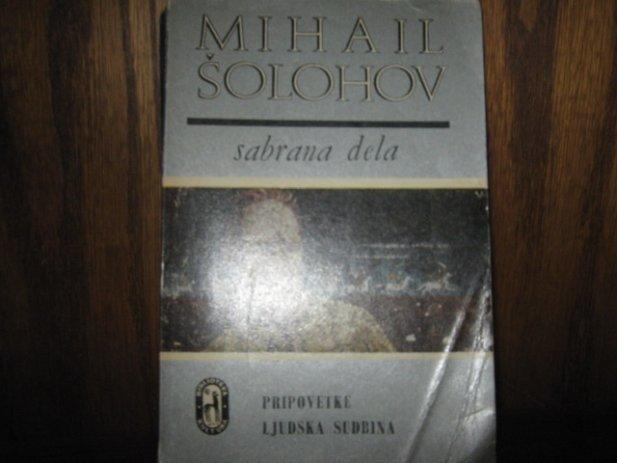 MIHAIL
ŠOLOHOV
sabrana dela
PRIPOVETKE
LJUDSKA SUDBINA